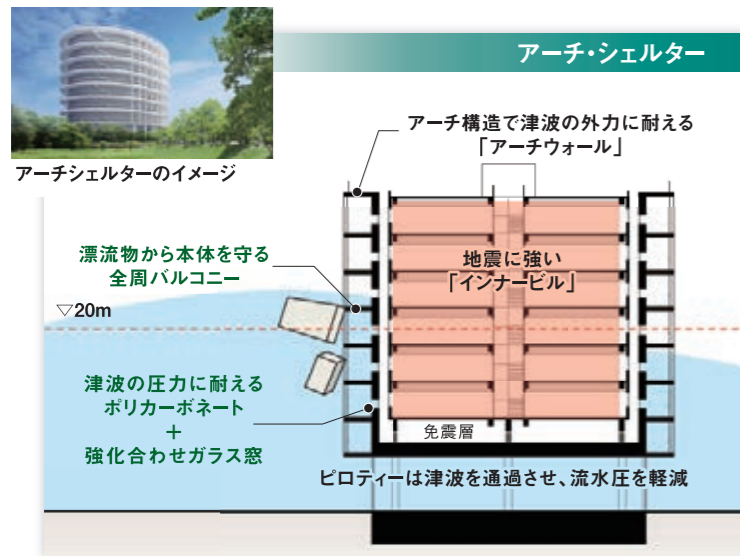 アーチ・シェルター
アーチシェルターのイメージ
アーチ構造で津波の外力に耐える
「アーチウォール」
漂流物から本体を守る
全周バルコニー
▽20m
地震に強い
「インナービル」
津波の圧力に耐える
ポリカーボネート
+
強化合わせガラス窓
免震層
ピロティーは津波を通過させ、流水圧を軽減